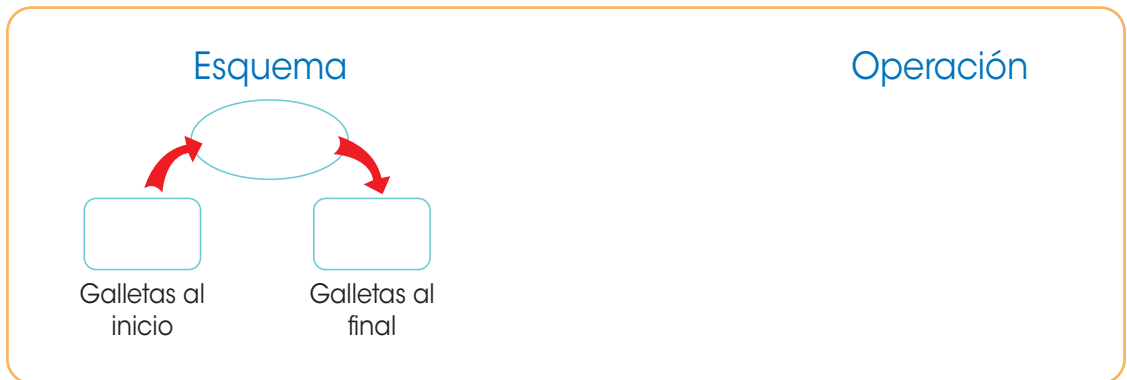 Esquema
Operación
Galletas al
inicio
Galletas al
final